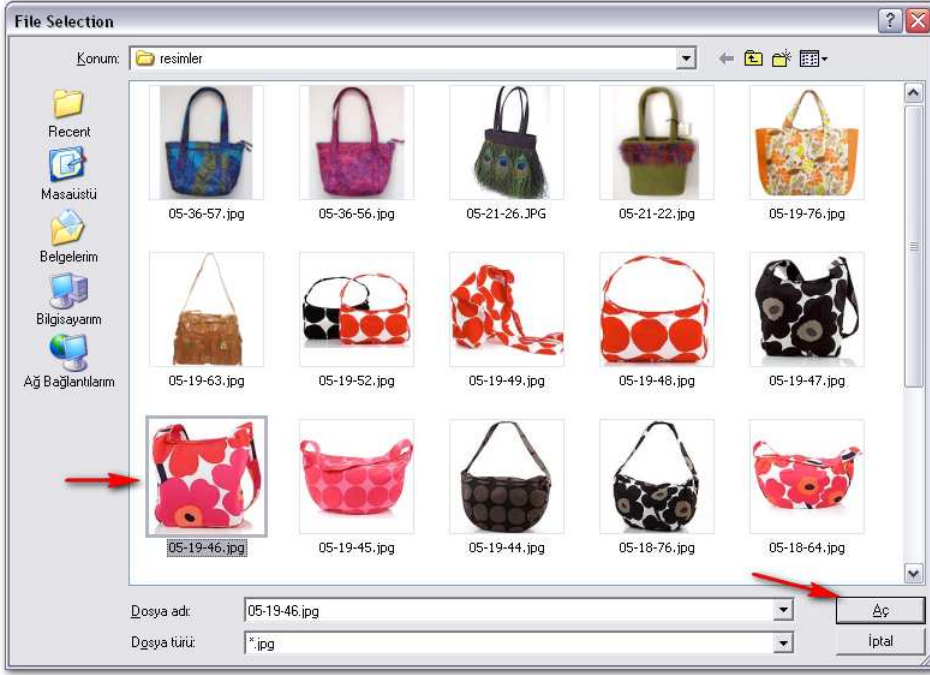 File Selection
Konum:
resimler
Recent
Masaüstü
Belgelerim
Bilgisayarım
Ağ Bağlantılarım
05-36-57.jpg
05-36-56.jpg
05-21-26.JPG
05-21-22.jpg
05-19-76.jpg
05-19-63.jpg
05-19-52.jpg
05-19-49.jpg
05-19-48.jpg
05-19-47.jpg
05-19-46.jpg
05-19-45.jpg
05-19-44.jpg
05-18-76.jpg
05-18-64.jpg
Dosya adı:
05-19-46.jpg
Aç
Dosya türü:
*.jpg
İptal